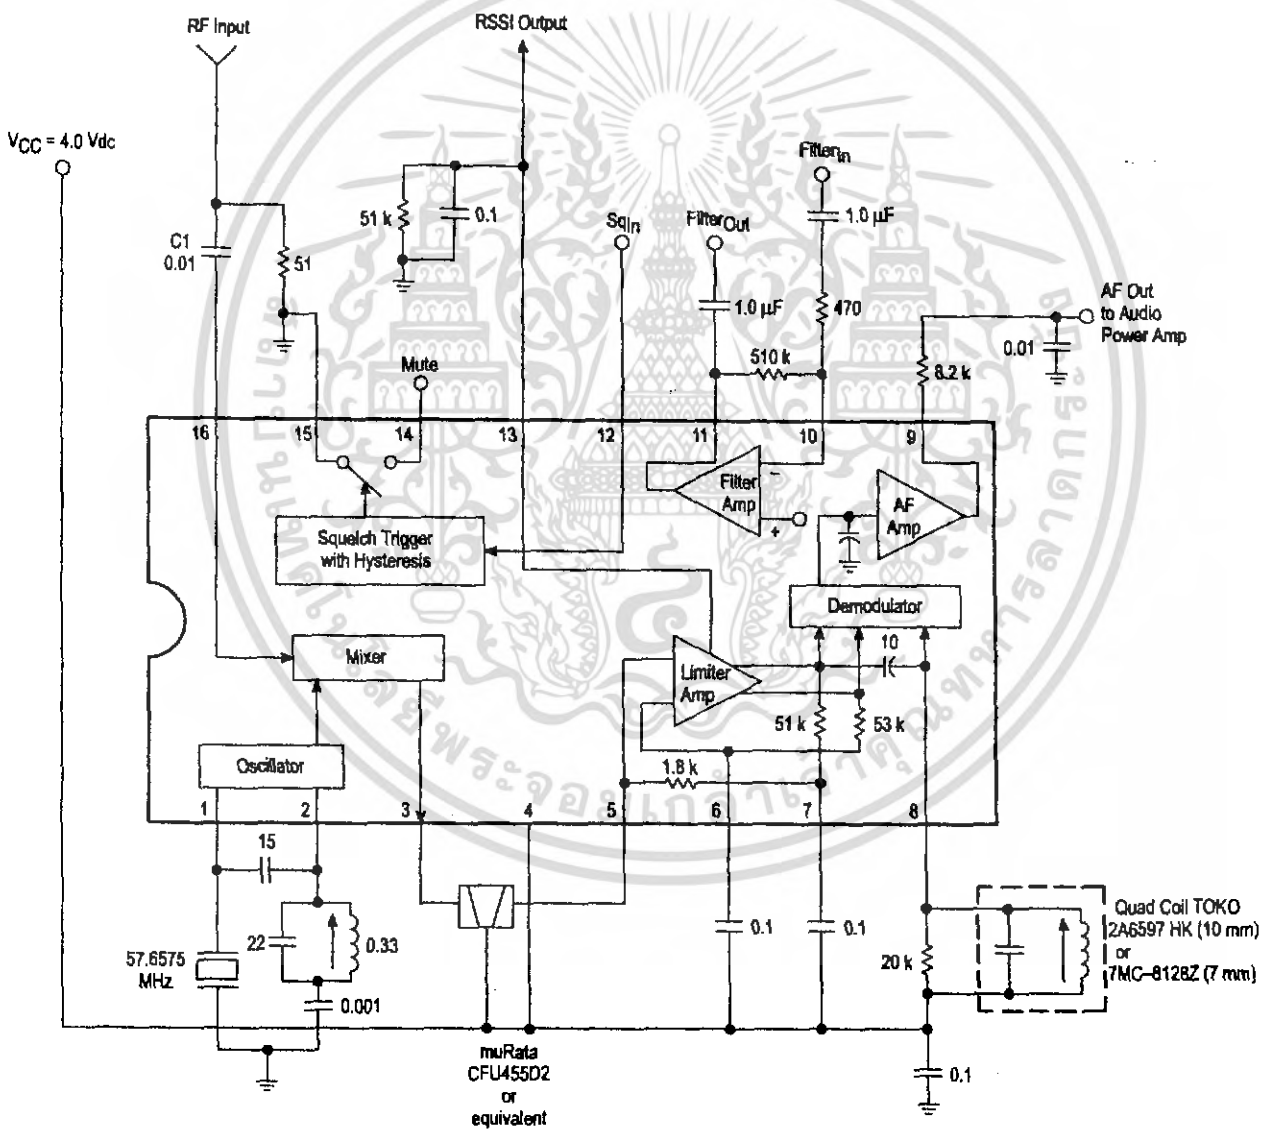 RF Input
RSSI Output
VCC = 4.0 Vdc
FilterIn
51 k
0.1
SqIn
FilterOut
1.0 µF
C1
0.01
51
1.0 µF
470
AF Out
to Audio
Power Amp
0.01
510 k
8.2 k
Mute
16
15
14
13
12
11
10
9
Filter
Amp
−
+
AF
Amp
Squelch Trigger
with Hysteresis
Demodulator
10
Mixer
Limiter
Amp
51 k
53 k
Oscillator
1.8 k
1
2
3
4
5
6
7
8
15
22
0.33
57.6575
MHz
0.001
0.1
0.1
20 k
Quad Coil TOKO
2A6597 HK (10 mm)
or
7MC–8128Z (7 mm)
muRata
CFU455D2
or
equivalent
0.1